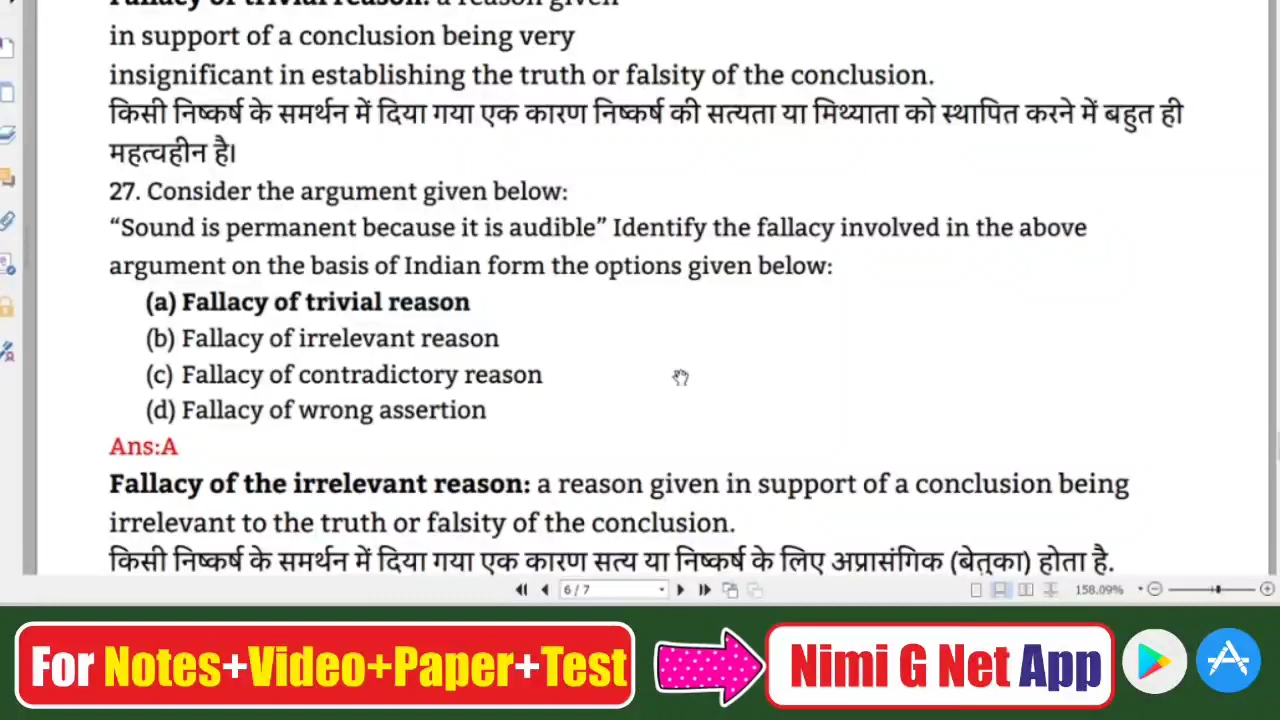 Fallacy of trivial reason: a reason given
in support of a conclusion being very
insignificant in establishing the truth or falsity of the conclusion.
किसी निष्कर्ष के समर्थन में दिया गया एक कारण निष्कर्ष की सत्यता या मिथ्याता को स्थापित करने में बहुत ही
महत्वहीन है।
27. Consider the argument given below:
“Sound is permanent because it is audible” Identify the fallacy involved in the above
argument on the basis of Indian form the options given below:
(a) Fallacy of trivial reason
(b) Fallacy of irrelevant reason
(c) Fallacy of contradictory reason
(d) Fallacy of wrong assertion
Ans:A
Fallacy of the irrelevant reason: a reason given in support of a conclusion being
irrelevant to the truth or falsity of the conclusion.
किसी निष्कर्ष के समर्थन में दिया गया एक कारण सत्य या निष्कर्ष के लिए अप्रासंगिक (बेतुका) होता है.
6 / 7
158.09%
For Notes+Video+Paper+Test
Nimi G Net App